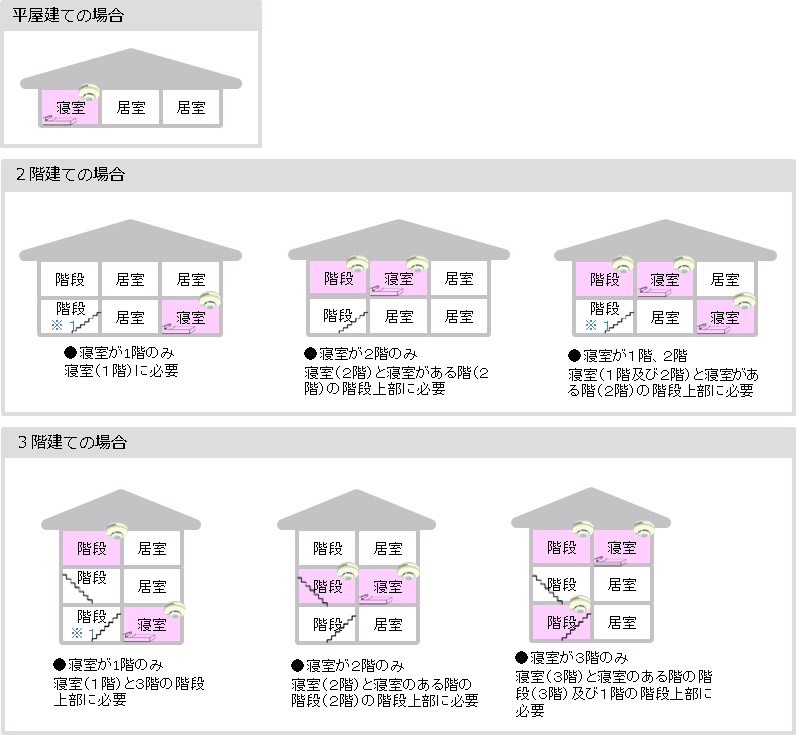 平屋建ての場合
寝室 居室 居室
２階建ての場合
階段 居室 居室
階段 居室 寝室
※１
●寝室が１階のみ
寝室（１階）に必要
階段 寝室 居室
階段 居室 居室
●寝室が２階のみ
寝室（２階）と寝室がある階（２
階）の階段上部に必要
階段 寝室 居室
階段 居室 寝室
※１
●寝室が１階、２階
寝室（１階及び２階）と寝室があ
る階（２階）の階段上部に必要
３階建ての場合
階段 居室
階段 居室
階段 寝室
※１
●寝室が１階のみ
寝室（１階）と３階の階段
上部に必要
階段 居室
階段 寝室
階段 居室
●寝室が２階のみ
寝室（２階）と寝室のある階の
階段（２階）の階段上部に必要
階段 寝室
階段 居室
階段 居室
●寝室が３階のみ
寝室（３階）と寝室のある階の階
段（３階）及び１階の階段上部に
必要